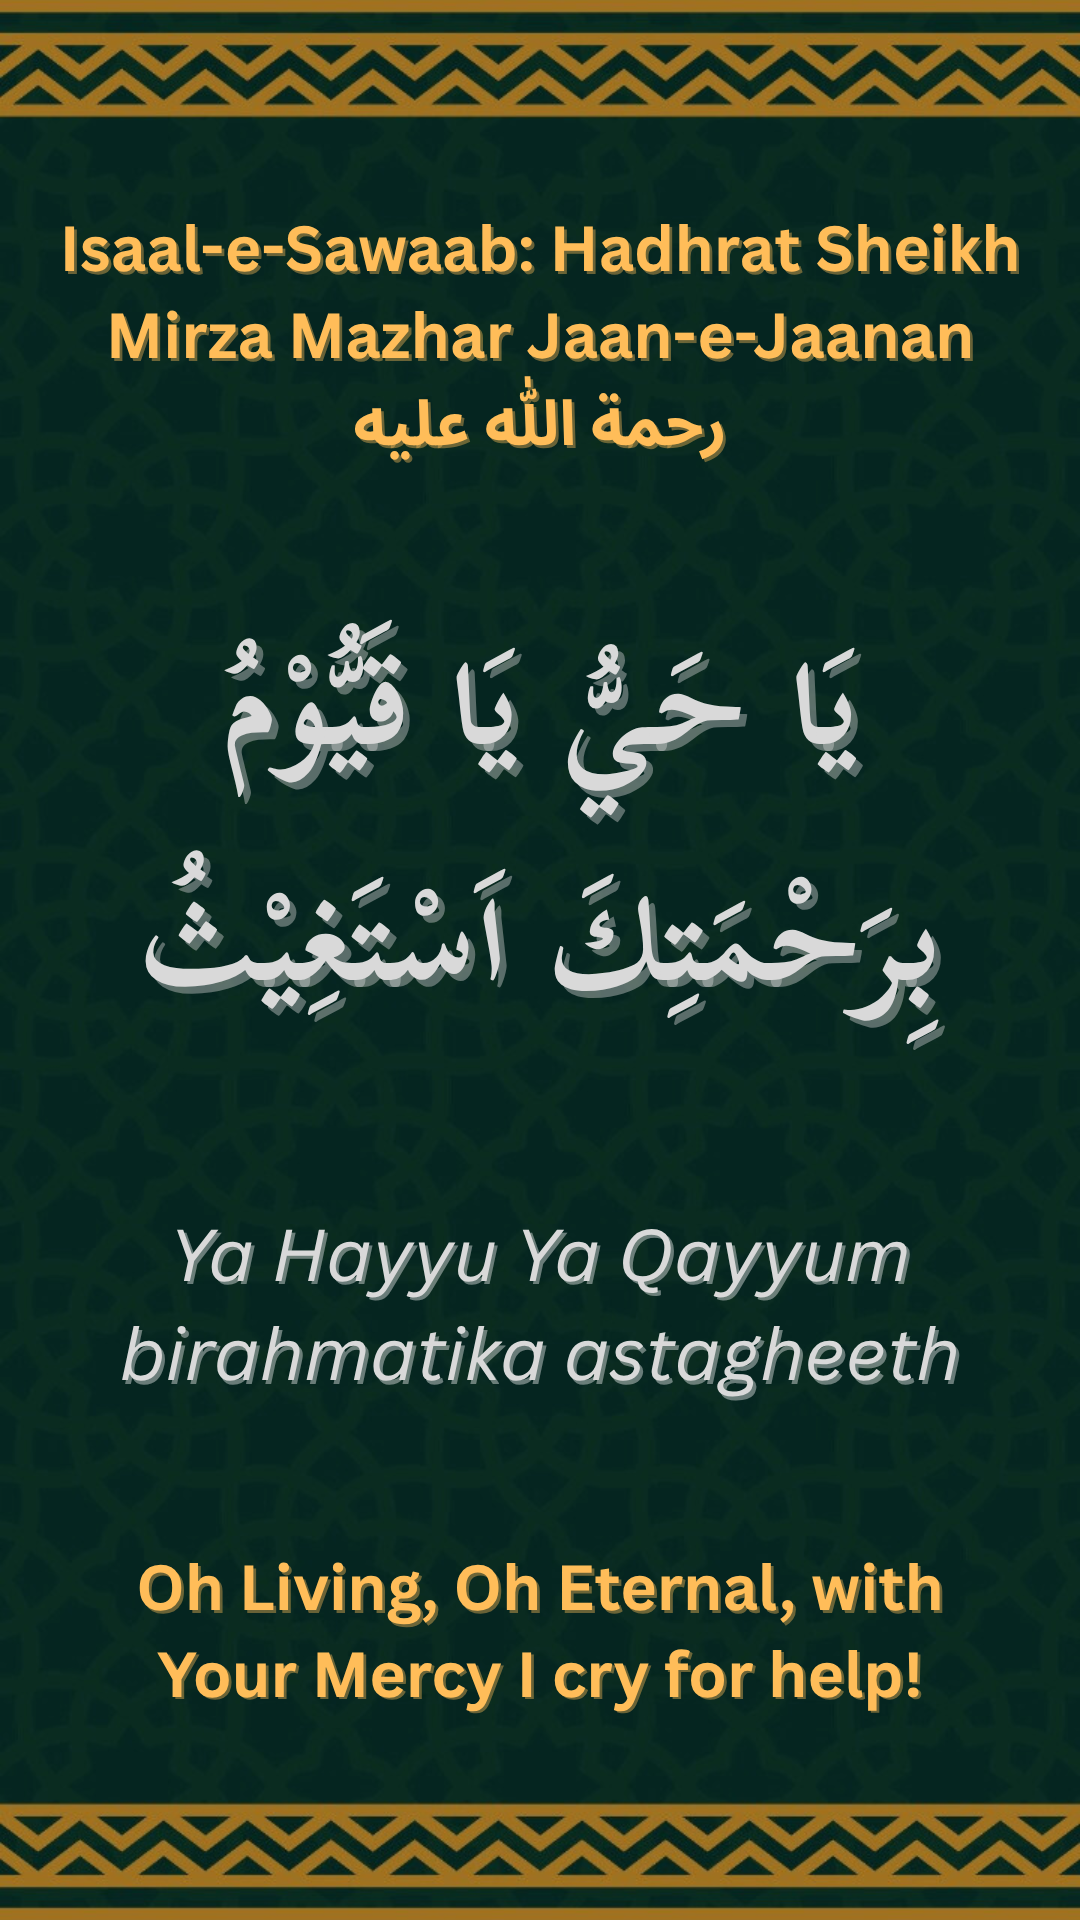 Isaal-e-Sawaab: Hadhrat Sheikh
Mirza Mazhar Jaan-e-Jaanan
رحمة الله عليه
يَا حَيُّ يَا قَيُّوْمُ
بِرَحْمَتِكَ اَسْتَغِيْثُ
Ya Hayyu Ya Qayyum
birahmatika astagheeth
Oh Living, Oh Eternal, with
Your Mercy I cry for help!